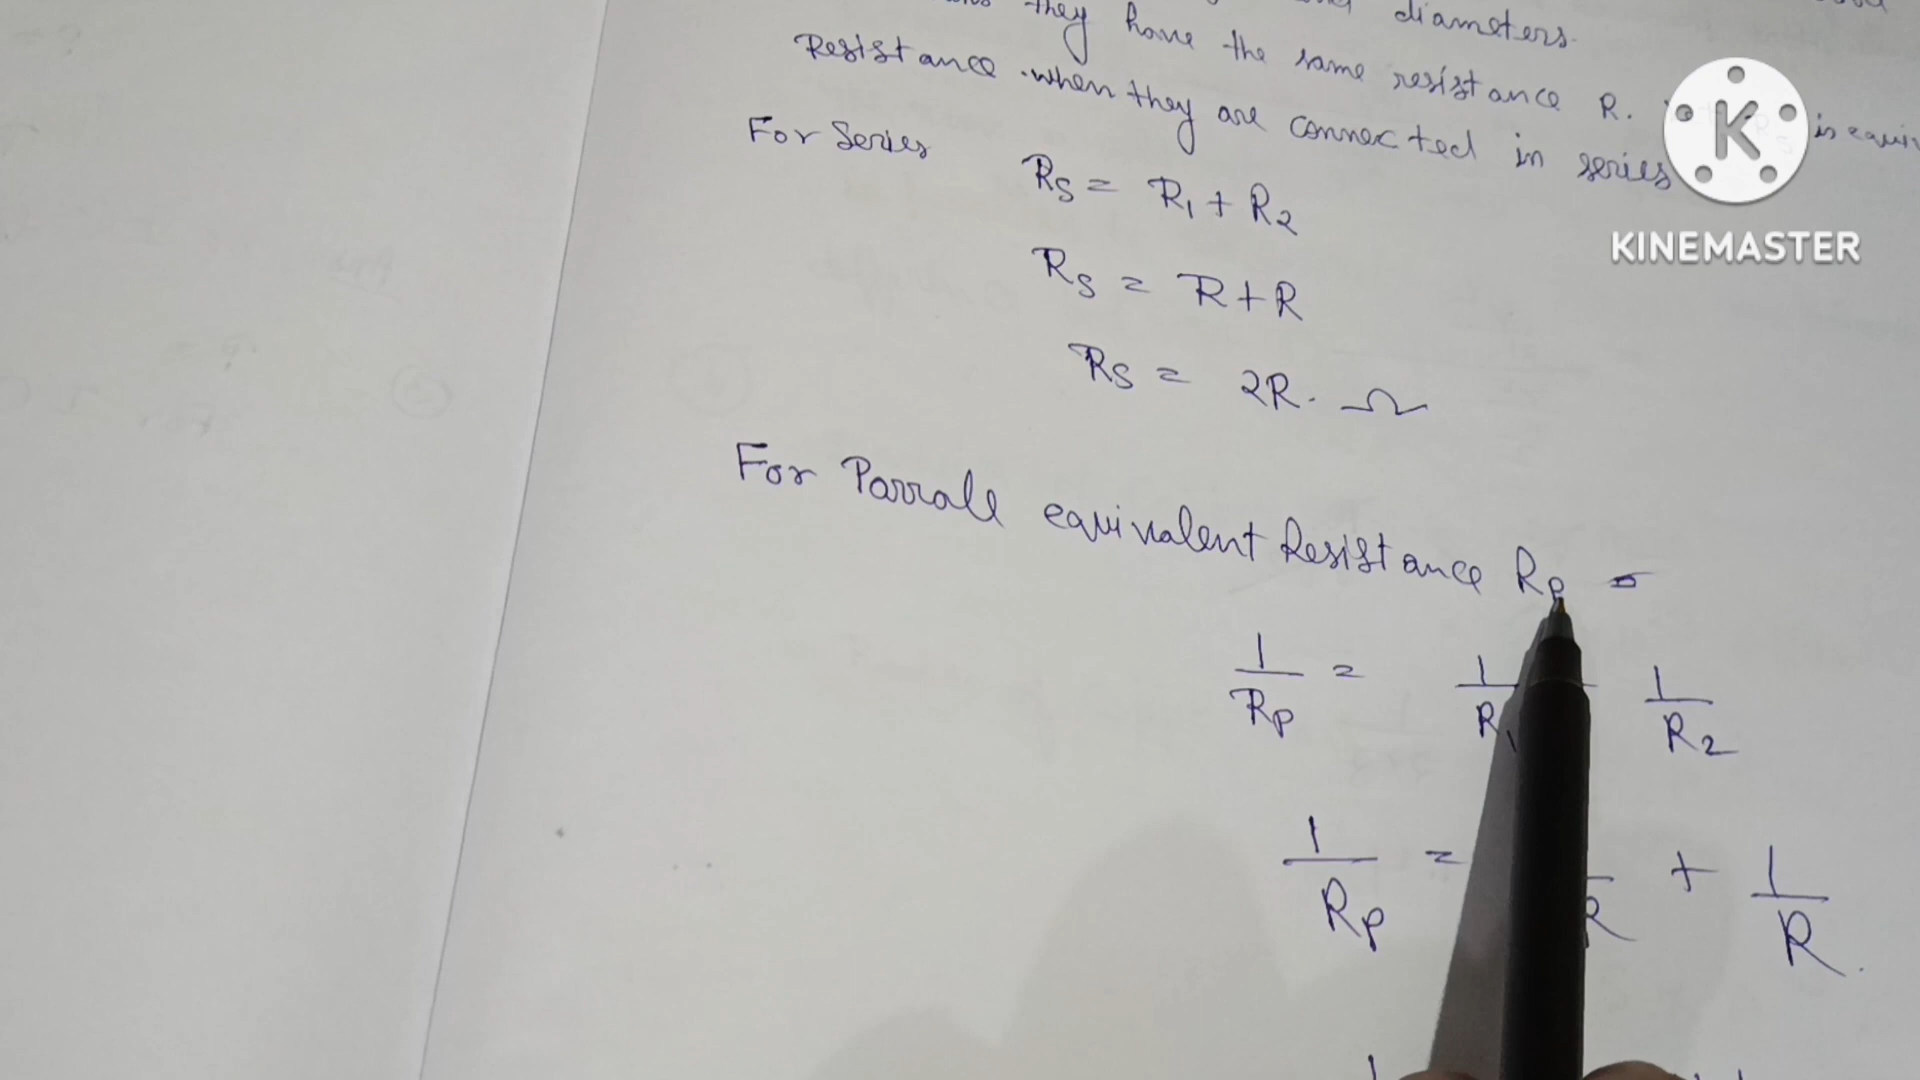 diameters.
they have the same resistance R. is equi
Resistance when they are connected in series
For Series
Rs = R1 + R2
Rs = R + R
Rs = 2R. Ω
For Parrall equivalent Resistance Rp =
1/Rp = 1/R1 1/R2
1/Rp = R + 1/R.
KINEMASTER